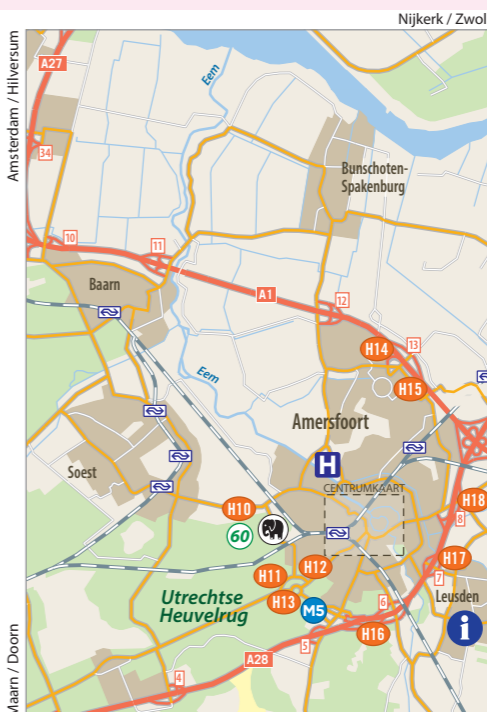 Nijkerk / Zwol
Amsterdam / Hilversum
A27
Eem
34
Bunschoten-
Spakenburg
10
11
Baarn
A1
12
13
H14
Eem
H15
Amersfoort
H
Soest
CENTRUMKAART
H10
H18
60
8
H11
H12
H17
7
Utrechtse
Heuvelrug
H13
M5
6
Leusden
i
H16
5
A28
4
Maarn / Doorn